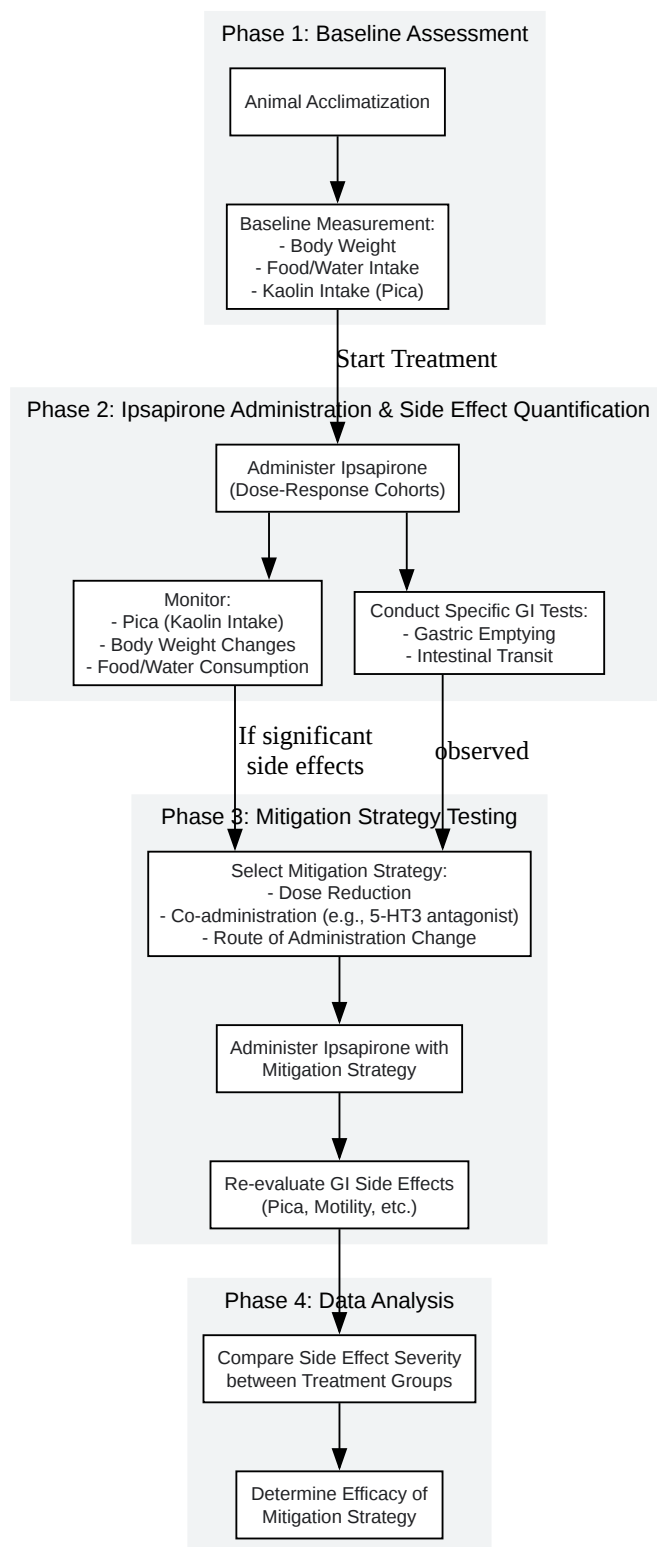 Phase 1: Baseline Assessment
Animal Acclimatization
Baseline Measurement:
- Body Weight
- Food/Water Intake
- Kaolin Intake (Pica)
Start Treatment
Phase 2: Ipsapirone Administration & Side Effect Quantification
Administer Ipsapirone
(Dose-Response Cohorts)
Monitor:
- Pica (Kaolin Intake)
- Body Weight Changes
- Food/Water Consumption
Conduct Specific GI Tests:
- Gastric Emptying
- Intestinal Transit
If significant
side effects
observed
Phase 3: Mitigation Strategy Testing
Select Mitigation Strategy:
- Dose Reduction
- Co-administration (e.g., 5-HT3 antagonist)
- Route of Administration Change
Administer Ipsapirone with
Mitigation Strategy
Re-evaluate GI Side Effects
(Pica, Motility, etc.)
Phase 4: Data Analysis
Compare Side Effect Severity
between Treatment Groups
Determine Efficacy of
Mitigation Strategy